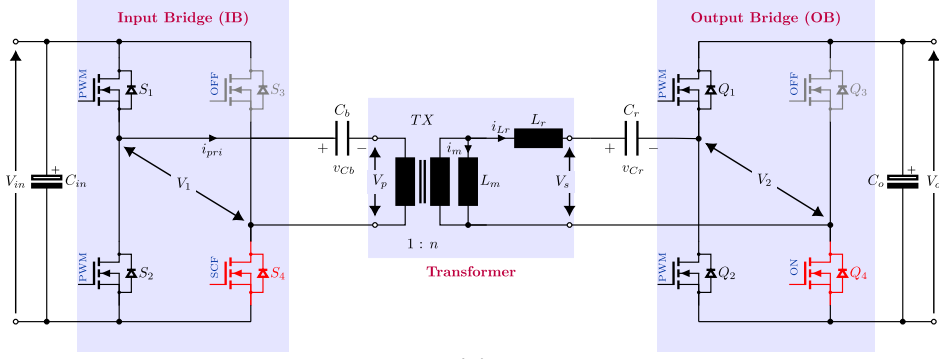 Input Bridge (IB)
Output Bridge (OB)
PWM
S1
OFF
S3
PWM
Q1
OFF
Q3
Cb
TX
iLr
Lr
Cr
ipri
+
−
vCb
im
+
−
vCr
Vin
+
Cin
V1
Vp
Lm
Vs
V2
Co
+
PWM
S2
SCF
S4
1 : n
PWM
Q2
ON
Q4
Transformer